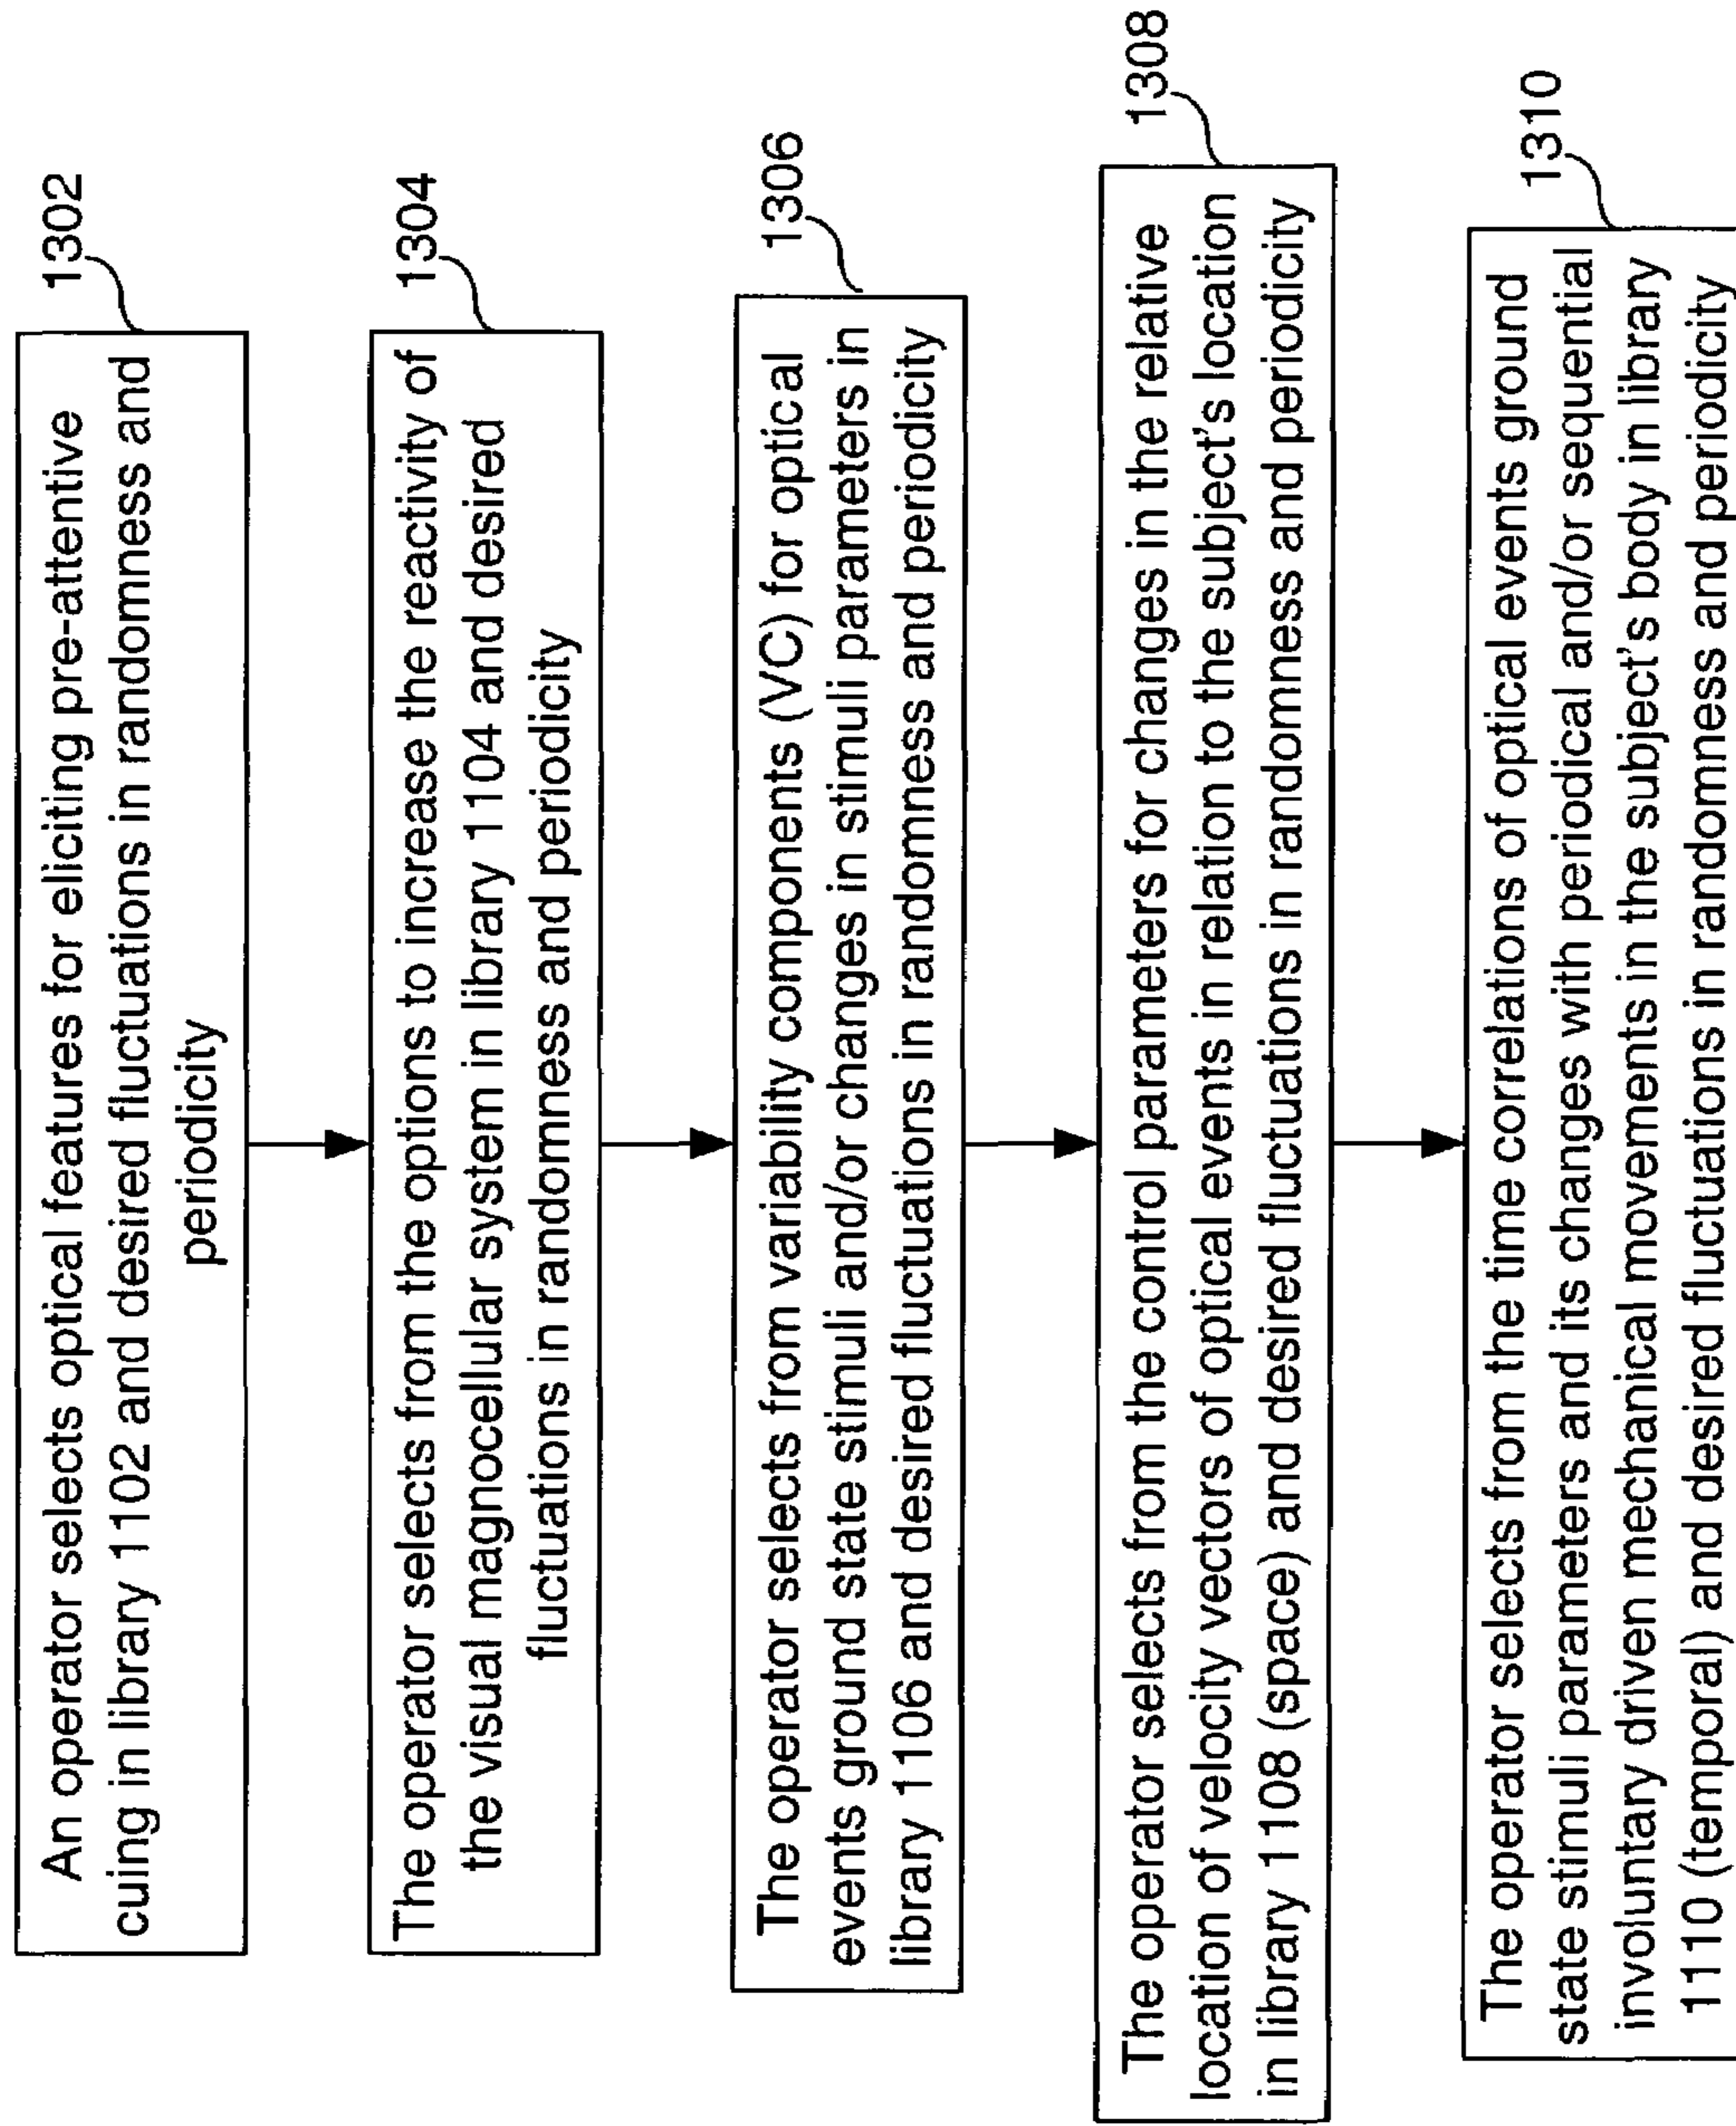 1302
An operator selects optical features for eliciting pre-attentive
cuing in library 1102 and desired fluctuations in randomness and
periodicity
1304
The operator selects from the options to increase the reactivity of
the visual magnocellular system in library 1104 and desired
fluctuations in randomness and periodicity
1306
The operator selects from variability components (VC) for optical
events ground state stimuli and/or changes in stimuli parameters in
library 1106 and desired fluctuations in randomness and periodicity
1308
The operator selects from the control parameters for changes in the relative
location of velocity vectors of optical events in relation to the subject's location
in library 1108 (space) and desired fluctuations in randomness and periodicity
1310
The operator selects from the time correlations of optical events ground
state stimuli parameters and its changes with periodical and/or sequential
involuntary driven mechanical movements in the subject's body in library
1110 (temporal) and desired fluctuations in randomness and periodicity